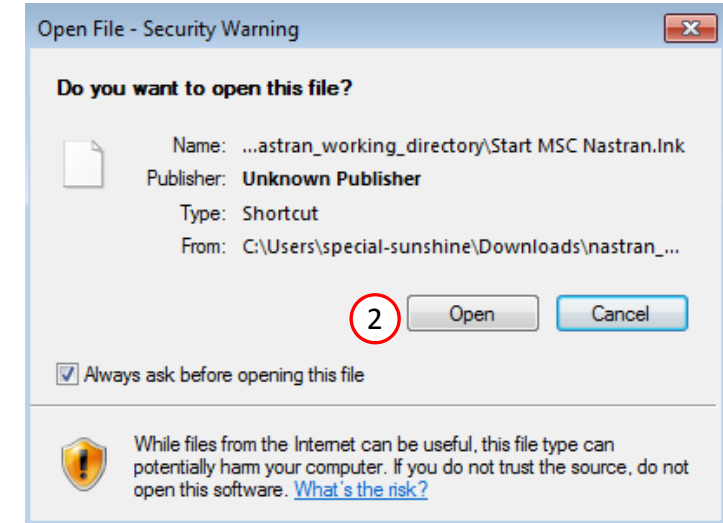 Open File - Security Warning
Do you want to open this file?
Name: ...astran_working_directory\Start MSC Nastran.lnk
Publisher: Unknown Publisher
Type: Shortcut
From: C:\Users\special-sunshine\Downloads\nastran_...
2 Open Cancel
Always ask before opening this file
While files from the Internet can be useful, this file type can
potentially harm your computer. If you do not trust the source, do not
open this software. What's the risk?